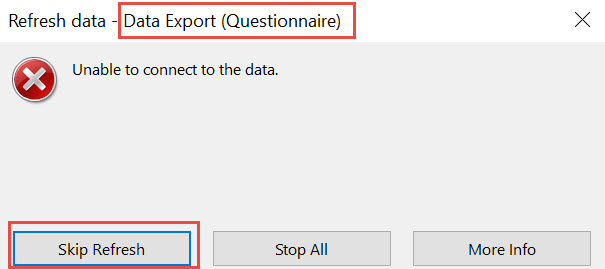 Refresh data - Data Export (Questionnaire)
Unable to connect to the data.
Skip Refresh Stop All More Info